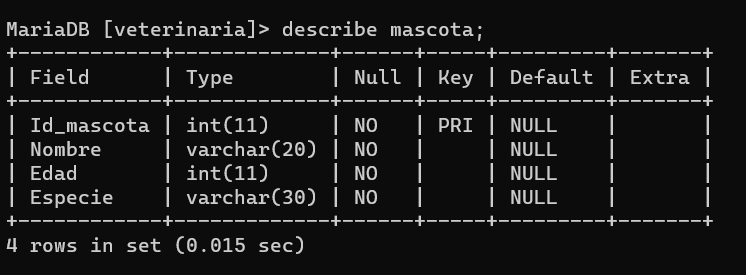 MariaDB [veterinaria]> describe mascota;
+------------+-------------+------+-----+---------+-------+
| Field      | Type        | Null | Key | Default | Extra |
+------------+-------------+------+-----+---------+-------+
| Id_mascota | int(11)     | NO   | PRI | NULL    |       |
| Nombre     | varchar(20) | NO   |     | NULL    |       |
| Edad       | int(11)     | NO   |     | NULL    |       |
| Especie    | varchar(30) | NO   |     | NULL    |       |
+------------+-------------+------+-----+---------+-------+
4 rows in set (0.015 sec)